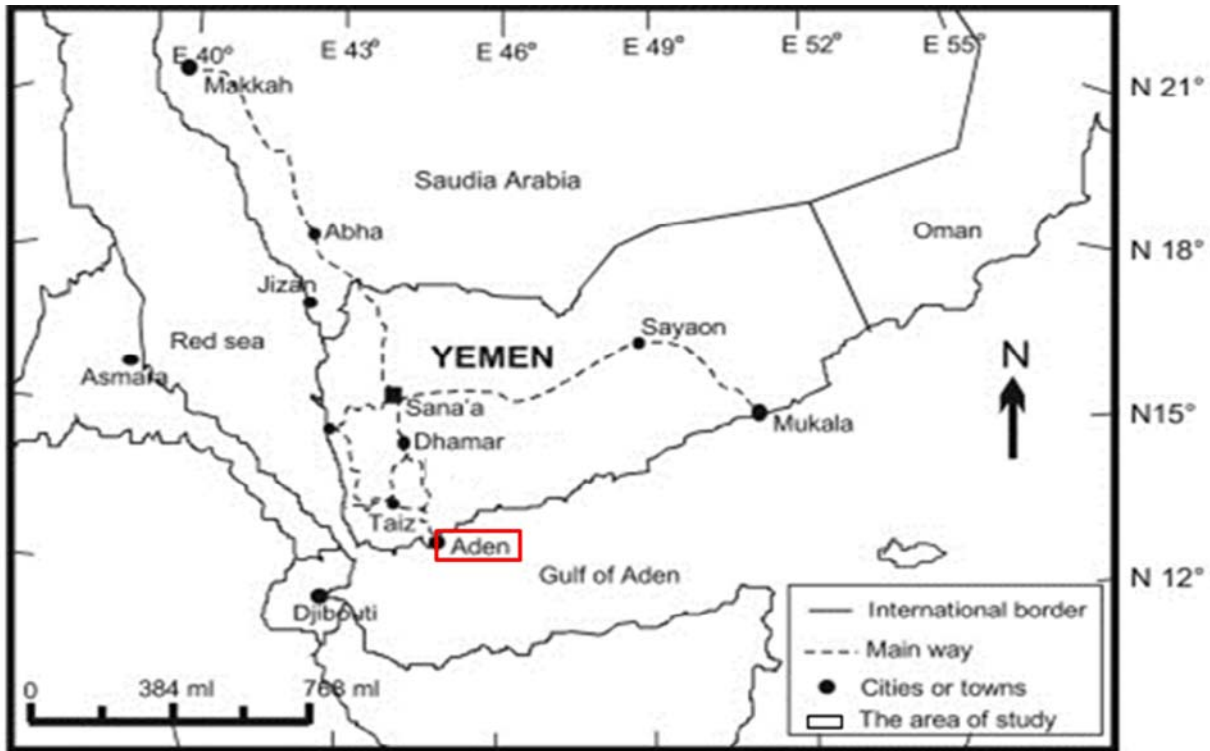 E 40° E 43° E 46° E 49° E 52° E 55°
Makkah
N 21°
Saudia Arabia
Abha
Oman
N 18°
Jizan
Sayaon
Red sea
YEMEN
N
Asmara
Sana'a
Mukala
N15°
Dhamar
Taiz
Aden
Gulf of Aden
N 12°
Djibouti
International border
Main way
Cities or towns
The area of study
0 384 ml 768 ml